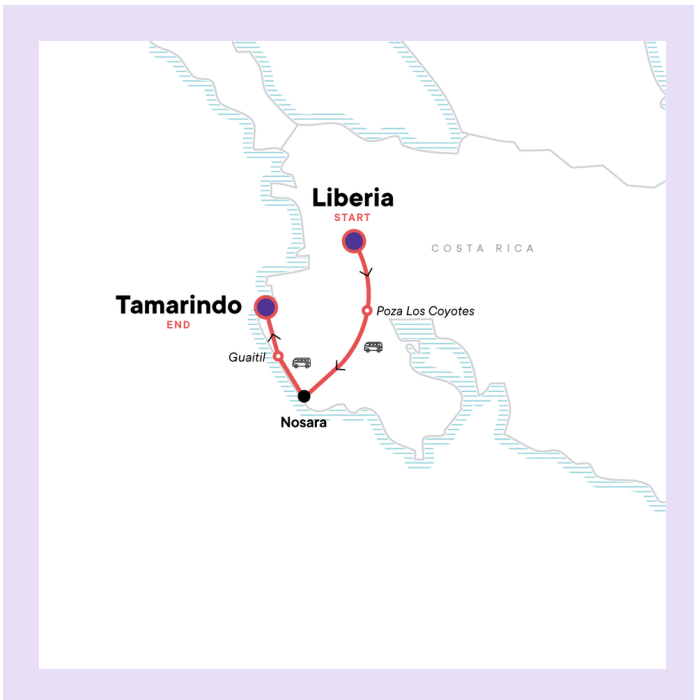 Liberia
START
COSTA RICA
Tamarindo
END
Poza Los Coyotes
Guaitil
Nosara